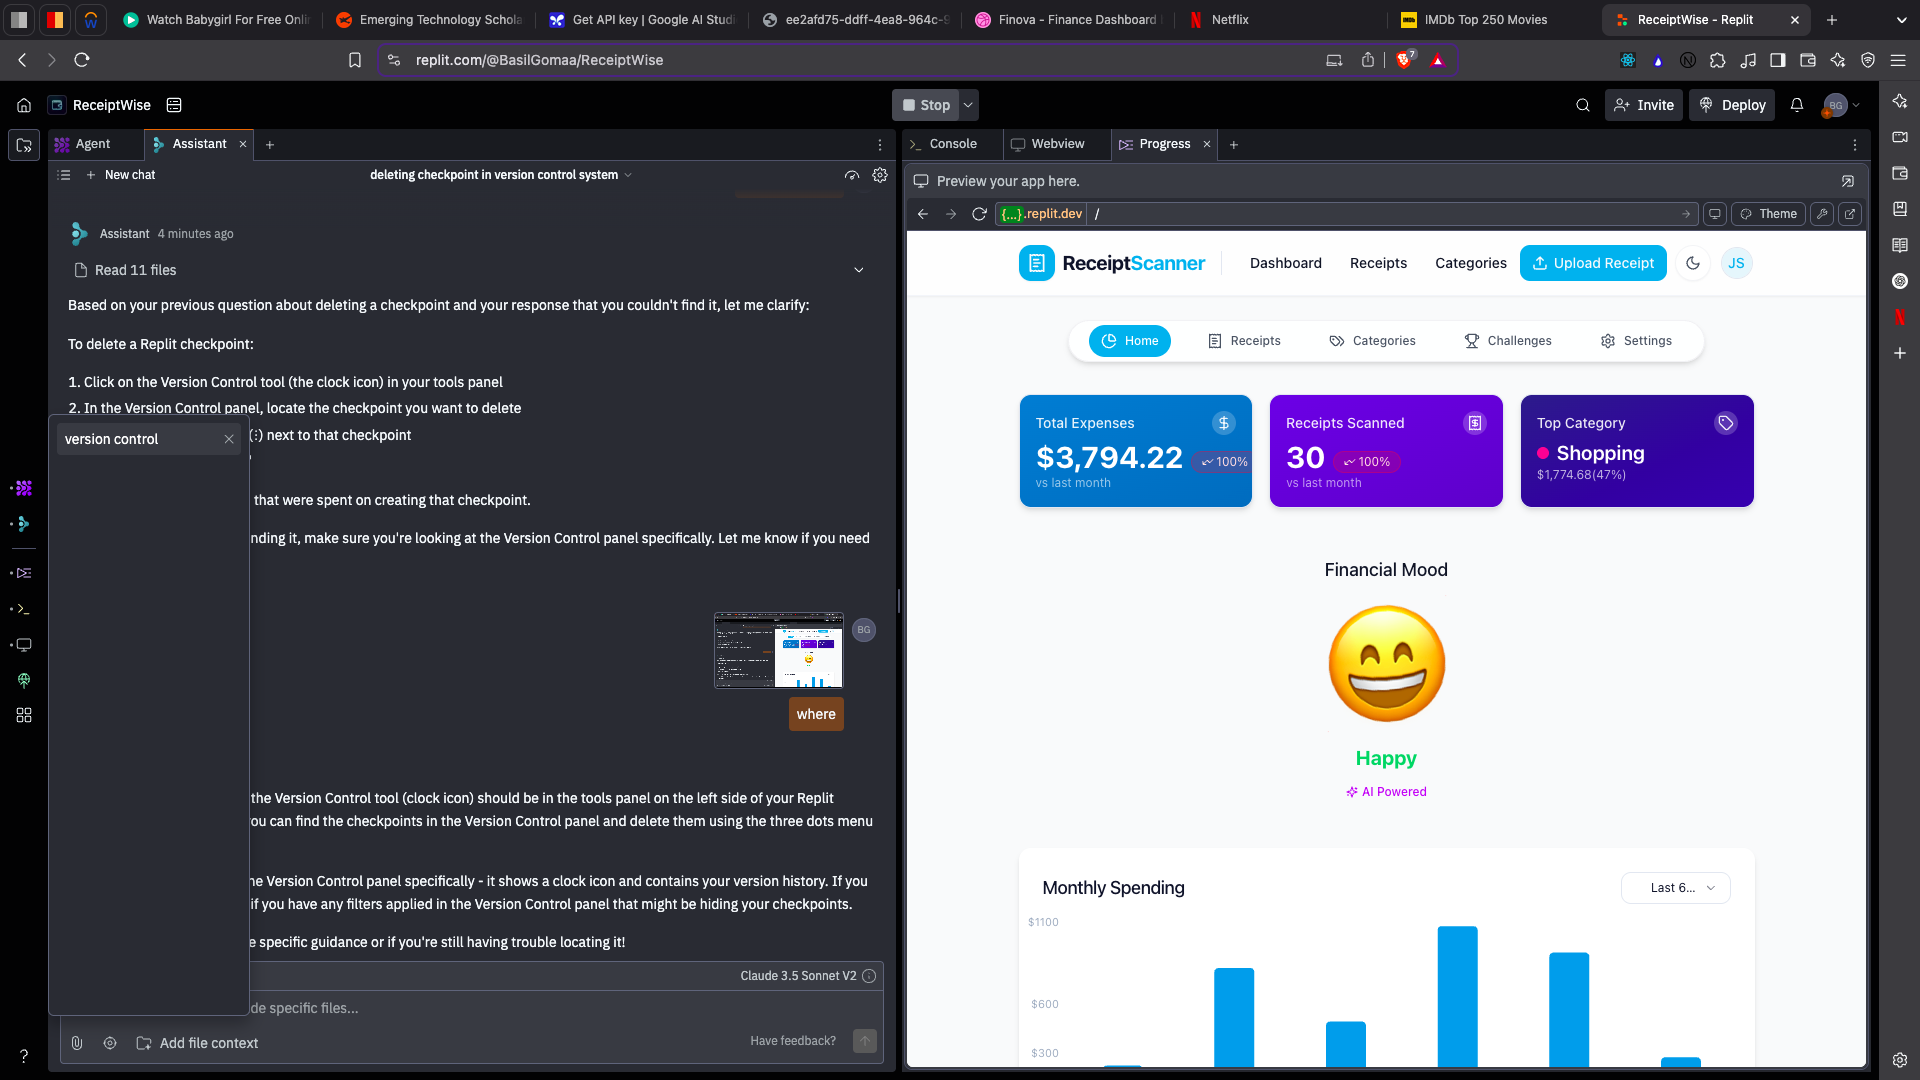 Watch Babygirl For Free Onlin
Emerging Technology Schola
Get API key | Google AI Studi
ee2afd75-ddff-4ea8-964c-9
Finova - Finance Dashboard
Netflix
IMDb Top 250 Movies
ReceiptWise - Replit
replit.com/@BasilGomaa/ReceiptWise
7
ReceiptWise
Stop
Invite
Deploy
BG
Agent
Assistant
Console
Webview
Progress
New chat
deleting checkpoint in version control system
Assistant 4 minutes ago
Read 11 files
Based on your previous question about deleting a checkpoint and your response that you couldn't find it, let me clarify:
To delete a Replit checkpoint:
1. Click on the Version Control tool (the clock icon) in your tools panel
2. In the Version Control panel, locate the checkpoint you want to delete
(⋮) next to that checkpoint
version control
that were spent on creating that checkpoint.
nding it, make sure you're looking at the Version Control panel specifically. Let me know if you need
BG
where
the Version Control tool (clock icon) should be in the tools panel on the left side of your Replit
ou can find the checkpoints in the Version Control panel and delete them using the three dots menu
he Version Control panel specifically - it shows a clock icon and contains your version history. If you
if you have any filters applied in the Version Control panel that might be hiding your checkpoints.
e specific guidance or if you're still having trouble locating it!
Claude 3.5 Sonnet V2
de specific files...
Add file context
Have feedback?
Preview your app here.
{...}.replit.dev /
Theme
ReceiptScanner
Dashboard
Receipts
Categories
Upload Receipt
JS
Home
Receipts
Categories
Challenges
Settings
Total Expenses
$
$3,794.22
100%
vs last month
Receipts Scanned
30
100%
vs last month
Top Category
Shopping
$1,774.68(47%)
Financial Mood
Happy
AI Powered
Monthly Spending
Last 6...
$1100
$600
$300